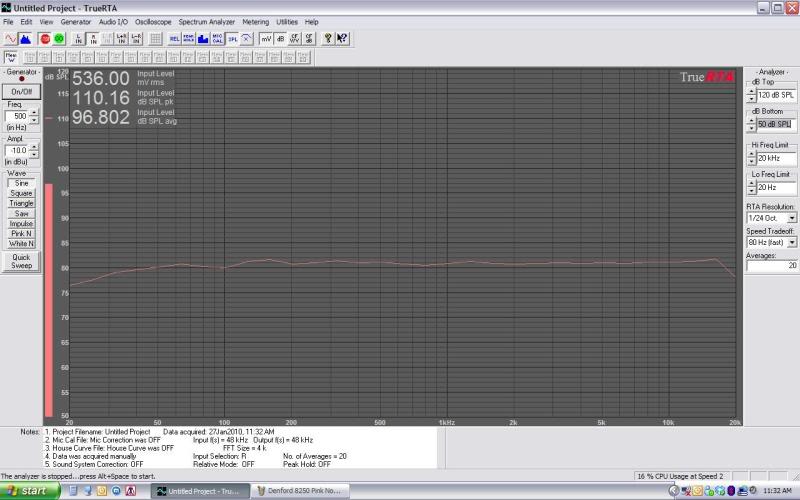 Untitled Project - TrueRTA
File Edit View Generator Audio I/O Oscilloscope Spectrum Analyzer Metering Utilities Help
L IN R IN L+R IN L-R IN REL PEAK HOLD MIC CAL SPL mV dB
Generator
On/Off
Freq.
500
(in Hz)
Ampl.
-10.0
(in dBu)
Wave
Sine
Square
Triangle
Saw
Impulse
Pink N
White N
Quick
Sweep
dB SPL
536.00 Input Level
mV rms
110.16 Input Level
dB SPL pk
96.802 Input Level
dB SPL avg
True RTA
120
115
110
105
100
95
90
85
80
75
70
65
60
55
50
20 50 100 200 500 1kHz 2k 5k 10k 20k
Analyzer
dB Top
120 dB SPL
dB Bottom
50 dB SPL
Hi Freq Limit
20 kHz
Lo Freq Limit
20 Hz
RTA Resolution:
1/24 Oct.
Speed Tradeoff:
80 Hz (fast)
Averages:
20
Notes: .1. Project Filename: Untitled Project Data acquired: 27Jan2010, 11:32 AM
.2. Mic Cal File: Mic Correction was OFF Input f(s) = 48 kHz Output f(s) = 48 kHz
.3. House Curve File: House Curve was OFF FFT Size = 4 k
.4. Data was acquired manually Input Selection: R No. of Averages = 20
.5. Sound System Correction: OFF Relative Mode: OFF Peak Hold: OFF
The analyzer is stopped...press Alt+Space to start.
16 % CPU Usage at Speed 2
start Untitled Project - Tru... Denford 8250 Pink No... 11:32 AM